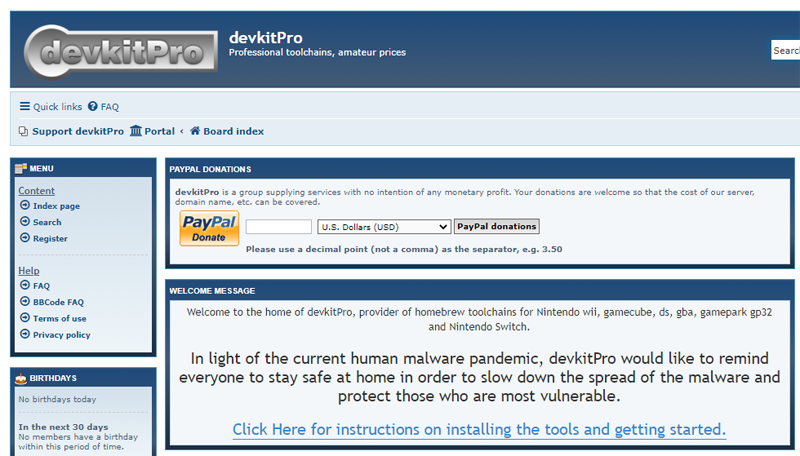 devkitPro
devkitPro
Professional toolchains, amateur prices
Search
Quick links FAQ
Support devkitPro Portal ‹ Board index
MENU
Content
Index page
Search
Register
Help
FAQ
BBCode FAQ
Terms of use
Privacy policy
BIRTHDAYS
No birthdays today
In the next 30 days
No members have a birthday
within this period of time.
PAYPAL DONATIONS
devkitPro is a group supplying services with no intention of any monetary profit. Your donations are welcome so that the cost of our server,
domain name, etc. can be covered.
PayPal
Donate
U.S. Dollars (USD) PayPal donations
Please use a decimal point (not a comma) as the separator, e.g. 3.50
WELCOME MESSAGE
Welcome to the home of devkitPro, provider of homebrew toolchains for Nintendo wii, gamecube, ds, gba, gamepark gp32
and Nintendo Switch.
In light of the current human malware pandemic, devkitPro would like to remind
everyone to stay safe at home in order to slow down the spread of the malware and
protect those who are most vulnerable.
Click Here for instructions on installing the tools and getting started.